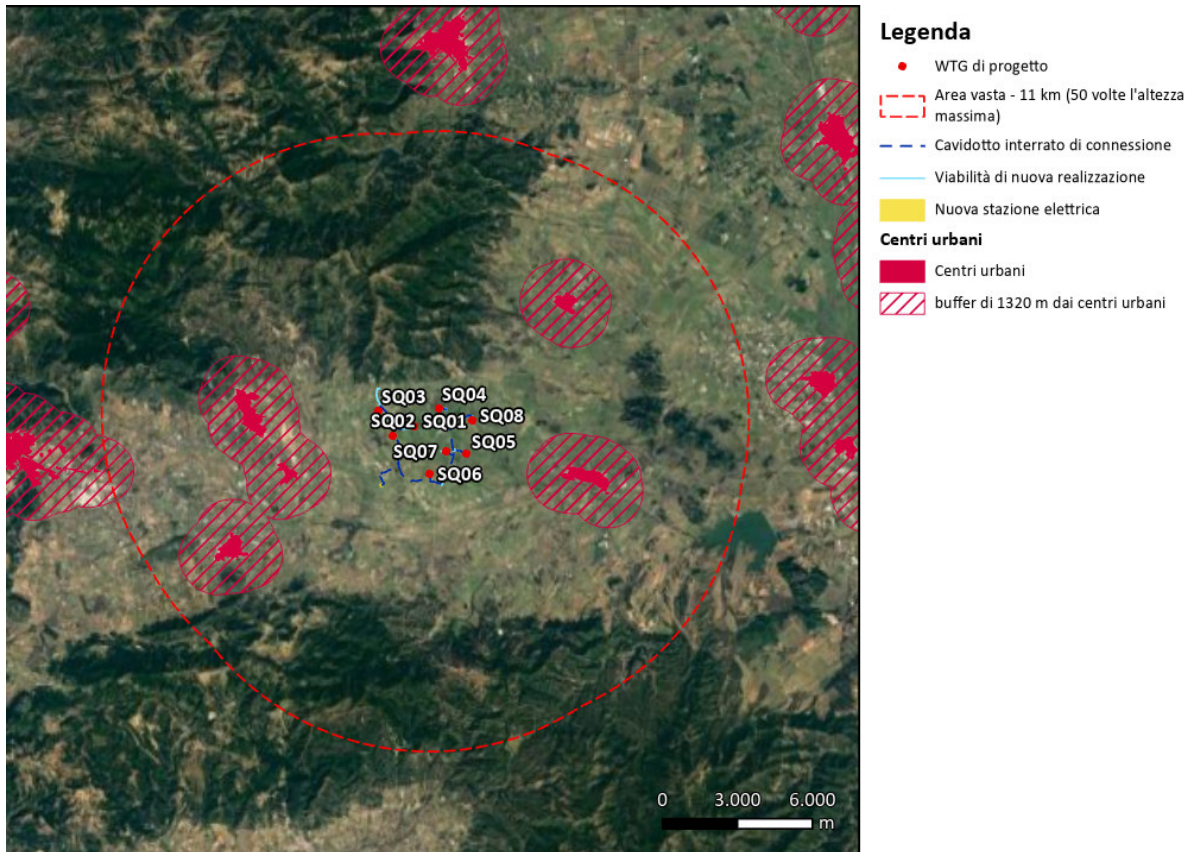 Legenda
WTG di progetto
Area vasta - 11 km (50 volte l'altezza
massima)
Cavidotto interrato di connessione
Viabilità di nuova realizzazione
Nuova stazione elettrica
Centri urbani
Centri urbani
buffer di 1320 m dai centri urbani
SQ03
SQ04
SQ02
SQ01
SQ08
SQ07
SQ05
SQ06
0 3.000 6.000
m